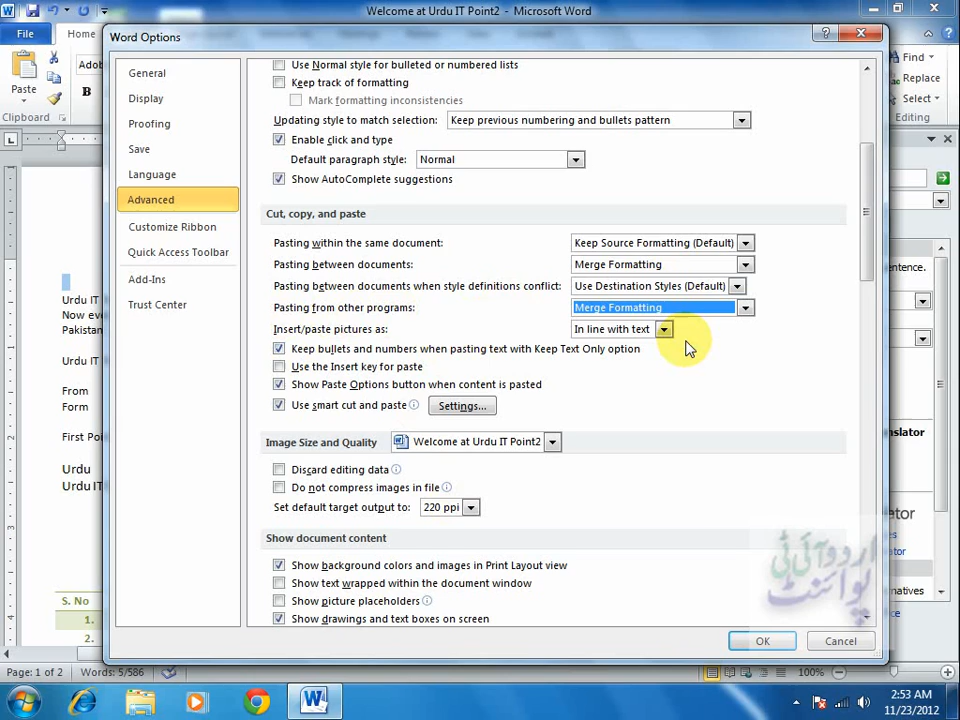 Welcome at Urdu IT Point2 - Microsoft Word
File
Home
Word Options
Paste
Clipboard
B
Find
Replace
Select
Editing
General
Display
Proofing
Save
Language
Advanced
Customize Ribbon
Quick Access Toolbar
Add-Ins
Trust Center
Use Normal style for bulleted or numbered lists
Keep track of formatting
Mark formatting inconsistencies
Updating style to match selection: Keep previous numbering and bullets pattern
Enable click and type
Default paragraph style: Normal
Show AutoComplete suggestions
Cut, copy, and paste
Pasting within the same document: Keep Source Formatting (Default)
Pasting between documents: Merge Formatting
Pasting between documents when style definitions conflict: Use Destination Styles (Default)
Pasting from other programs: Merge Formatting
Insert/paste pictures as: In line with text
Keep bullets and numbers when pasting text with Keep Text Only option
Use the Insert key for paste
Show Paste Options button when content is pasted
Use smart cut and paste Settings...
Image Size and Quality Welcome at Urdu IT Point2
Discard editing data
Do not compress images in file
Set default target output to: 220 ppi
Show document content
Show background colors and images in Print Layout view
Show text wrapped within the document window
Show picture placeholders
Show drawings and text boxes on screen
OK Cancel
Urdu IT
Now eve
Pakistan
Urdu IT
From
Form
First Poi
Urdu
Urdu IT
S. No
1.
2.
اردو آئی ٹی
پوائنٹ
Page: 1 of 2 Words: 5/586 100%
2:53 AM
11/23/2012